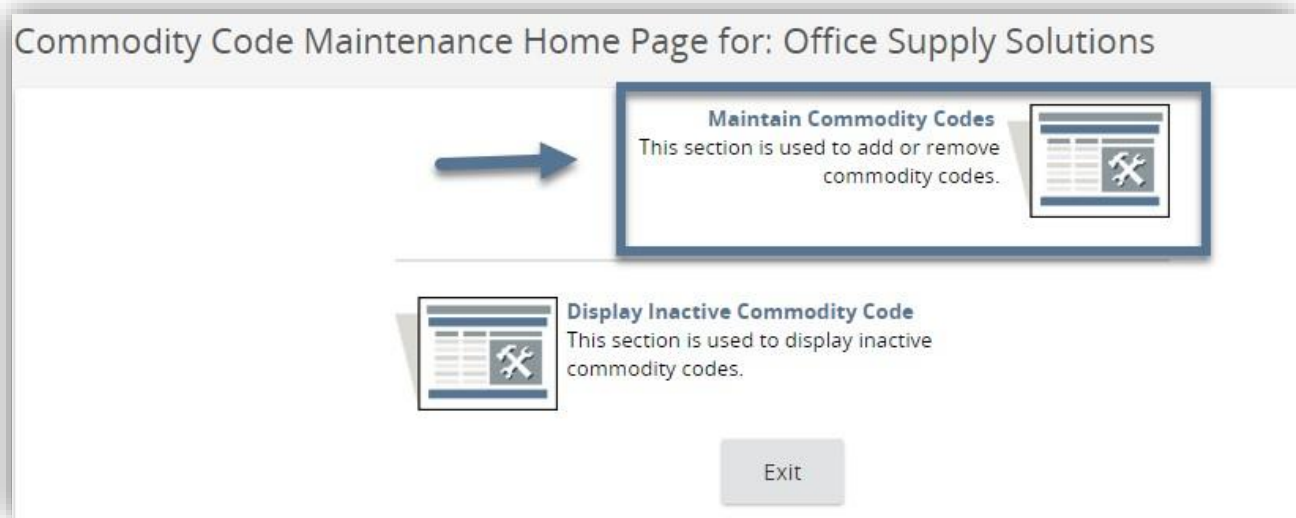 Commodity Code Maintenance Home Page for: Office Supply Solutions
Maintain Commodity Codes
This section is used to add or remove
commodity codes.
Display Inactive Commodity Code
This section is used to display inactive
commodity codes.
Exit